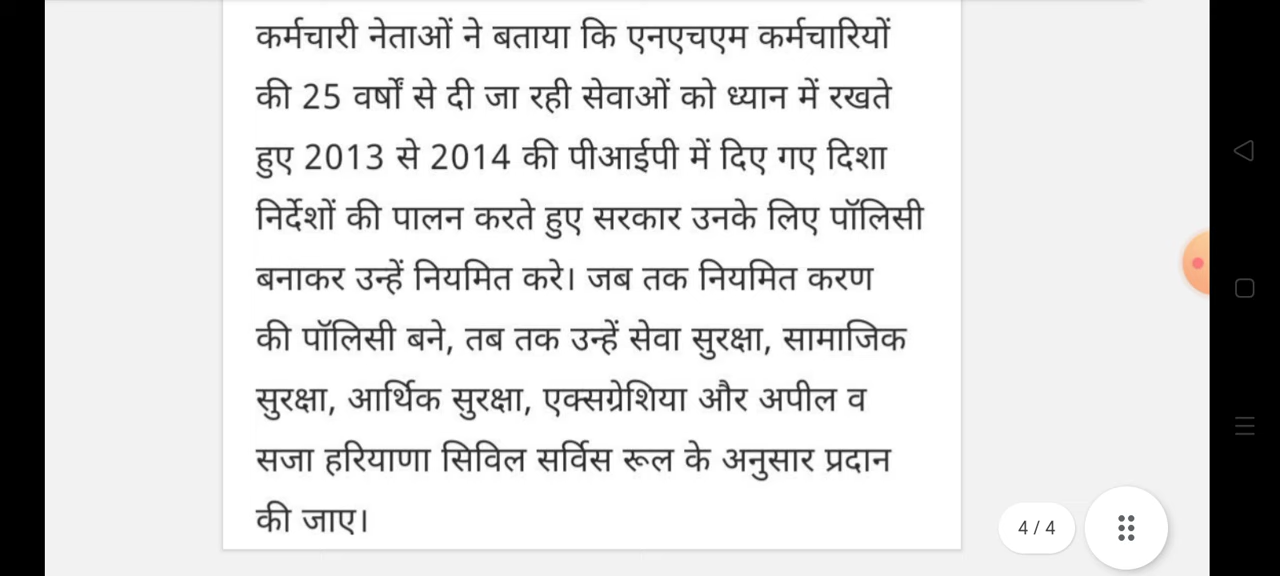 कर्मचारी नेताओं ने बताया कि एनएचएम कर्मचारियों
की 25 वर्षों से दी जा रही सेवाओं को ध्यान में रखते
हुए 2013 से 2014 की पीआईपी में दिए गए दिशा
निर्देशों की पालन करते हुए सरकार उनके लिए पॉलिसी
बनाकर उन्हें नियमित करे। जब तक नियमित करण
की पॉलिसी बने, तब तक उन्हें सेवा सुरक्षा, सामाजिक
सुरक्षा, आर्थिक सुरक्षा, एक्सग्रेशिया और अपील व
सजा हरियाणा सिविल सर्विस रूल के अनुसार प्रदान
की जाए।
4 / 4